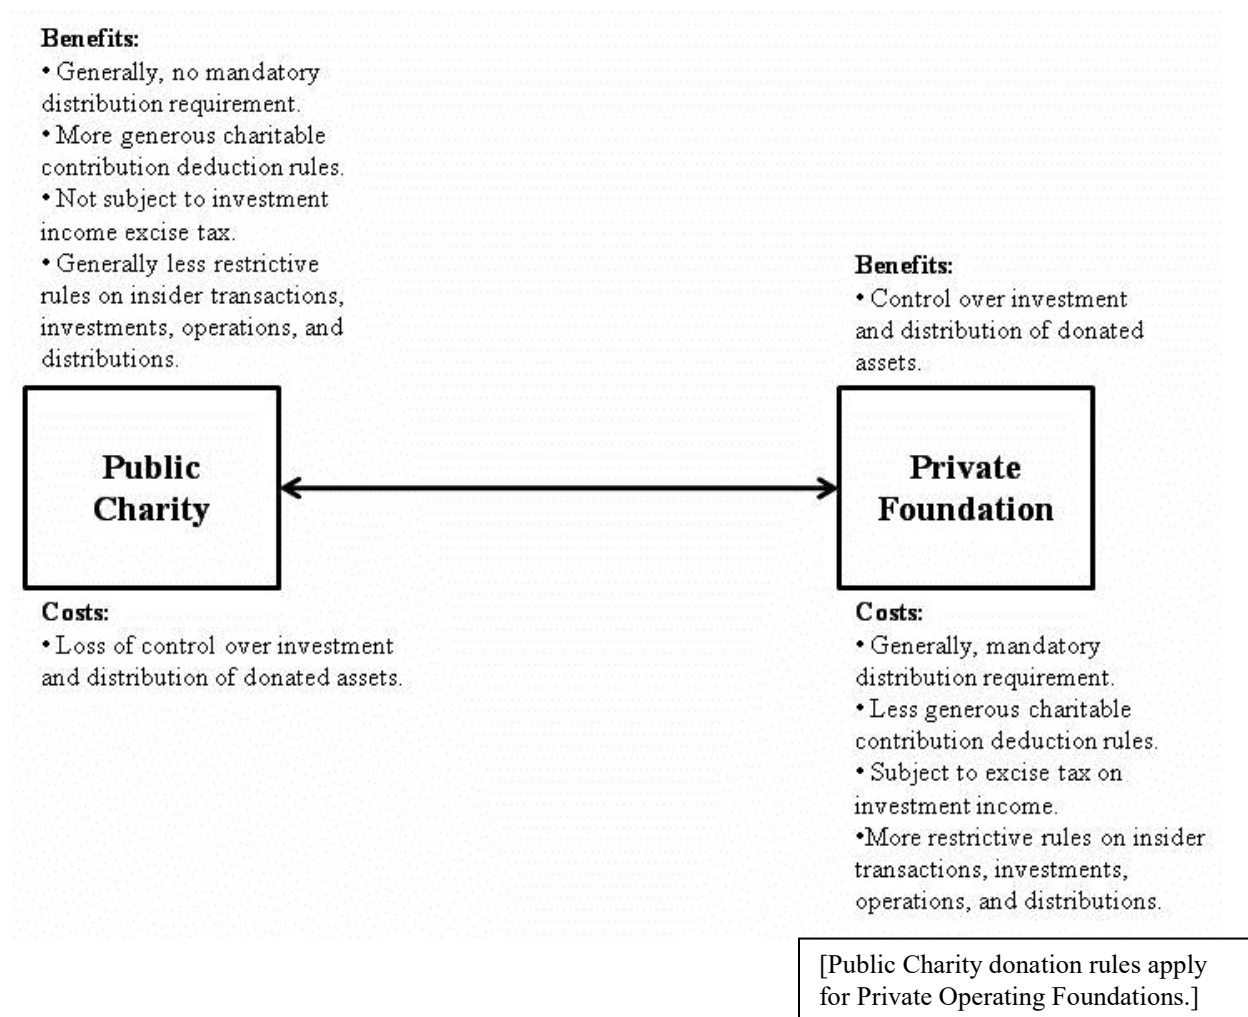 Benefits:
• Generally, no mandatory
distribution requirement.
• More generous charitable
contribution deduction rules.
• Not subject to investment
income excise tax.
• Generally less restrictive
rules on insider transactions,
investments, operations, and
distributions.
Public
Charity
Costs:
• Loss of control over investment
and distribution of donated assets.
Benefits:
• Control over investment
and distribution of donated
assets.
Private
Foundation
Costs:
• Generally, mandatory
distribution requirement.
• Less generous charitable
contribution deduction rules.
• Subject to excise tax on
investment income.
•More restrictive rules on insider
transactions, investments,
operations, and distributions.
[Public Charity donation rules apply
for Private Operating Foundations.]